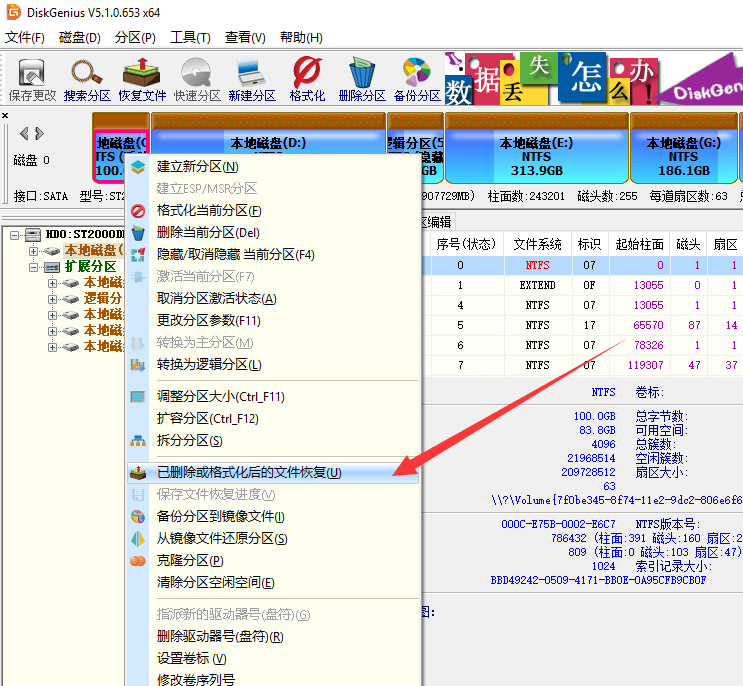 DiskGenius V5.1.0.653 x64
文件(F) 磁盘(D) 分区(P) 工具(T) 查看(V) 帮助(H)
保存更改 搜索分区 恢复文件 快速分区 新建分区 格式化 删除分区 备份分区
数据丢失怎么办!
DiskGen
磁盘 0
本地磁盘(D:)
本地磁盘(E:)
NTFS
313.9GB
本地磁盘(G:)
NTFS
186.1GB
接口:SATA 型号:ST2 907729MB) 柱面数:243201 磁头数:255 每道扇区数:63
HD0:ST2000DM
本地磁盘(
扩展分区
本地磁
逻辑分
本地磁
本地磁
本地磁
建立新分区(N)
建立ESP/MSR分区
格式化当前分区(F)
删除当前分区(Del)
隐藏/取消隐藏 当前分区(F4)
激活当前分区(F7)
取消分区激活状态(A)
更改分区参数(F11)
转换为主分区(M)
转换为逻辑分区(L)
调整分区大小(Ctrl_F11)
扩容分区(Ctrl_F12)
拆分分区(S)
已删除或格式化后的文件恢复(U)
保存文件恢复进度(V)
备份分区到镜像文件(I)
从镜像文件还原分区(S)
克隆分区(P)
清除分区空闲空间(E)
指派新的驱动器号(盘符)(G)
删除驱动器号(盘符)(R)
设置卷标 (V)
修改卷序列号
区编辑
序号(状态) 文件系统 标识 起始柱面 磁头 扇区
0 NTFS 07 0 1 1
1 EXTEND 0F 13055 0 1
4 NTFS 07 13055 1 1
5 NTFS 17 65570 87 14
6 NTFS 07 78326 1 1
7 NTFS 07 119307 47 37
NTFS 卷标:
100.0GB 总字节数:
83.8GB 可用空间:
4096 总簇数:
21968514 空闲簇数:
209728512 扇区大小:
63
\\?\Volume{7f0be345-8f74-11e2-9dc2-806e6f6
000C-E75B-0002-E6C7 NTFS版本号:
786432 (柱面:391 磁头:160 扇区:2
809 (柱面:0 磁头:103 扇区:47)
1024 索引记录大小:
BBD49242-0509-4171-BB0E-0A95CFB9CB0F
图: